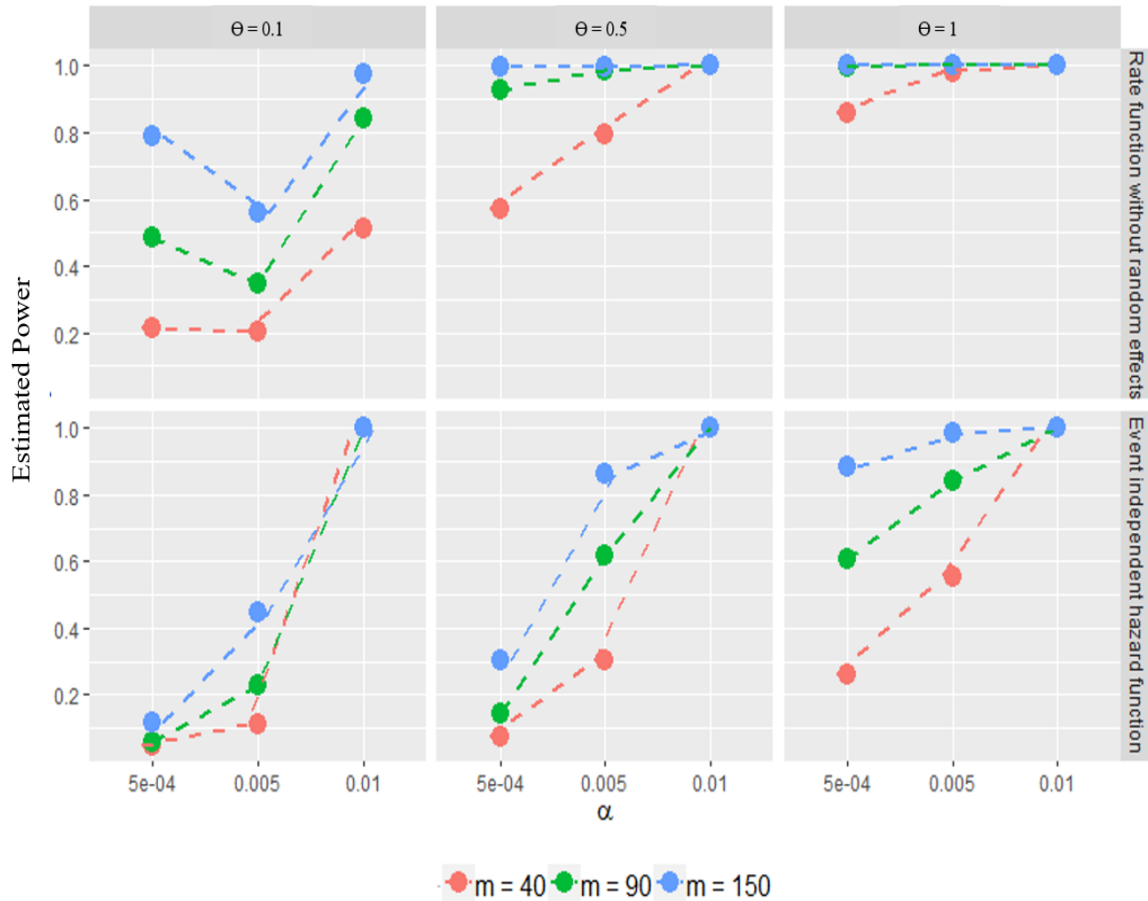 Θ = 0.1
Θ = 0.5
Θ = 1
Estimated Power
1.0
0.8
0.6
0.4
0.2
Rate function without random effects
1.0
0.8
0.6
0.4
0.2
Event independent hazard function
5e-04 0.005 0.01
5e-04 0.005 0.01
5e-04 0.005 0.01
α
m = 40 m = 90 m = 150